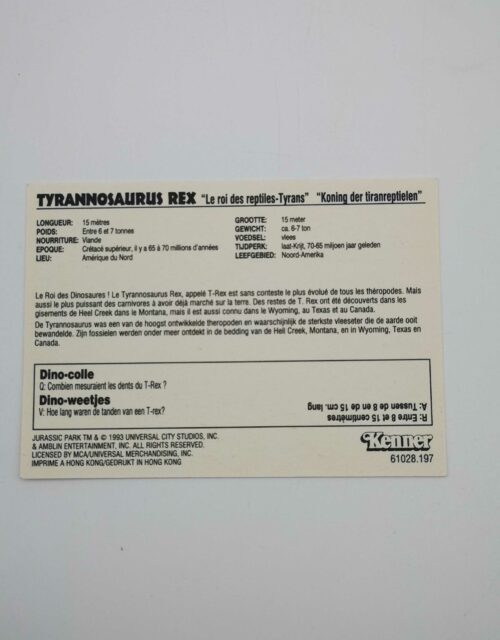 TYRANNOSAURUS REX "Le roi des reptiles-Tyrans" "Koning der tiranreptielen"
LONGUEUR: 15 mètres
POIDS: Entre 6 et 7 tonnes
NOURRITURE: Viande
EPOQUE: Crétacé supérieur, il y a 65 à 70 millions d'années
LIEU: Amérique du Nord
GROOTTE: 15 meter
GEWICHT: ca. 6-7 ton
VOEDSEL: vlees
TIJDPERK: laat-Krijt, 70-65 miljoen jaar geleden
LEEFGEBIED: Noord-Amerika
Le Roi des Dinosaures ! Le Tyrannosaurus Rex, appelé T-Rex est sans conteste le plus évolué de tous les théropodes. Mais
aussi le plus puissant des carnivores à avoir déjà marché sur la terre. Des restes de T. Rex ont été découverts dans les
gisements de Heel Creek dans le Montana, mais il est aussi connu dans le Wyoming, au Texas et au Canada.
De Tyrannosaurus was een van de hoogst ontwikkelde theropoden en waarschijnlijk de sterkste vleeseter die de aarde ooit
bewandelde. Zijn fossielen werden onder meer ontdekt in de bedding van de Hell Creek, Montana, en in Wyoming, Texas en
Canada.
Dino-colle
Q: Combien mesuraient les dents du T-Rex ?
Dino-weetjes
V: Hoe lang waren de tanden van een T-rex?
R: Entre 8 et 15 centimètres
A: Tussen de 8 en de 15 cm. lang.
JURASSIC PARK TM & © 1993 UNIVERSAL CITY STUDIOS, INC.
& AMBLIN ENTERTAINMENT, INC. ALL RIGHTS RESERVED.
LICENSED BY MCA/UNIVERSAL MERCHANDISING, INC.
IMPRIME A HONG KONG/GEDRUKT IN HONG KONG
Kenner
61028.197